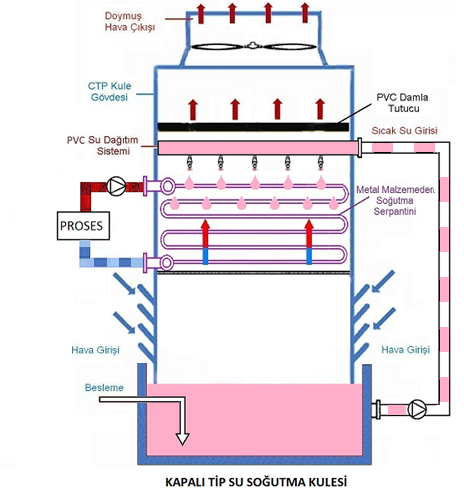 Doymuş
Hava Çıkışı
CTP Kule
Gövdesi
PVC Damla
Tutucu
PVC Su Dağıtım
Sistemi
Sıcak Su Girisi
Metal Malzemeden
Soğutma
Serpantini
PROSES
Hava Girişi
Hava Girişi
Besleme
KAPALI TİP SU SOĞUTMA KULESİ